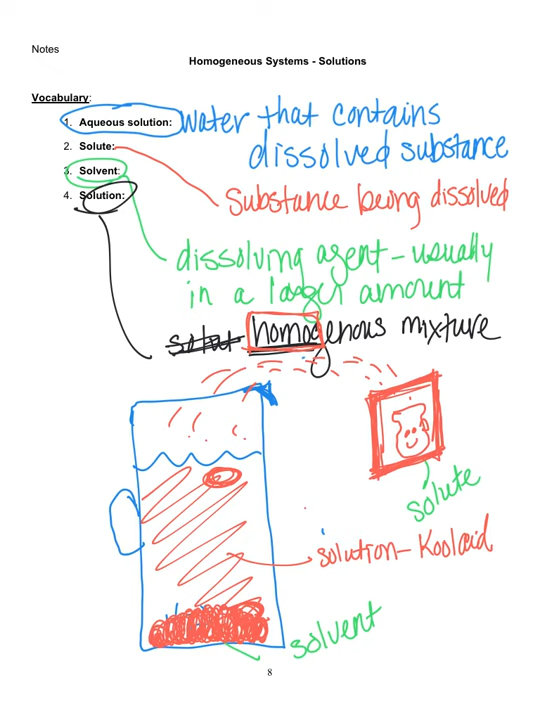 Notes
Homogeneous Systems - Solutions
Vocabulary:
1. Aqueous solution: water that contains
dissolved substance
2. Solute:
3. Solvent:
4. Solution:
Substance being dissolved
dissolving agent - usually
in a larger amount
homogenous mixture
solute
solution - Koolaid
solvent
8